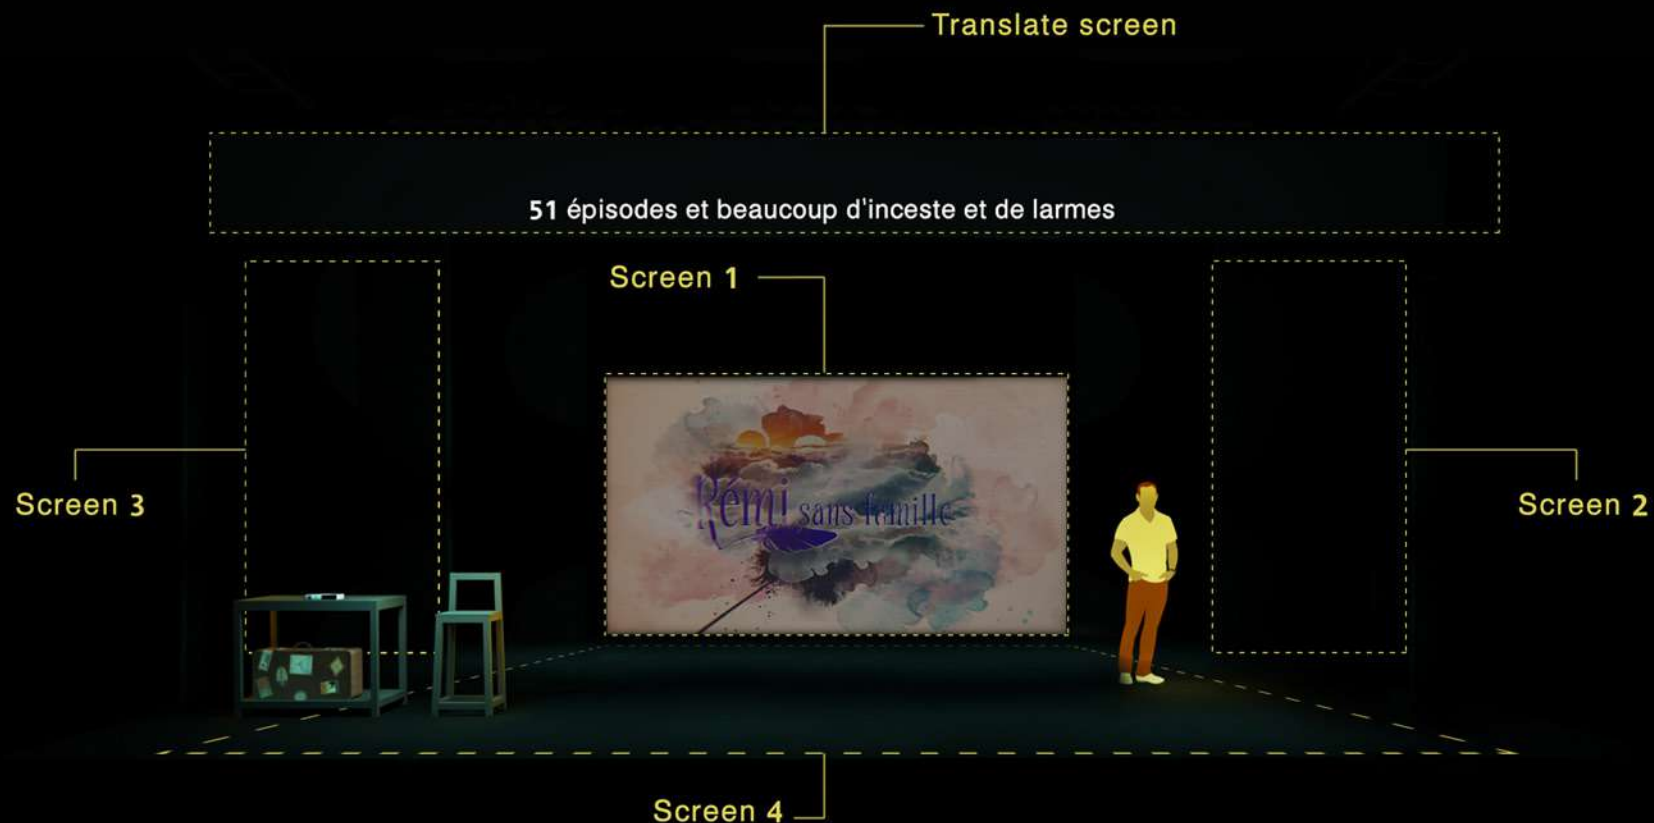 Translate screen
51 épisodes et beaucoup d'inceste et de larmes
Screen 1
Rémi sans famille
Screen 3
Screen 2
Screen 4